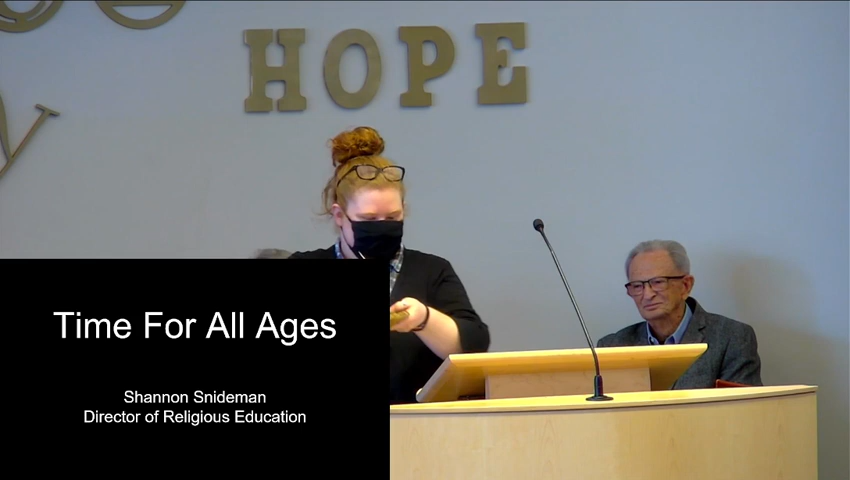 HOPE
Time For All Ages
Shannon Snideman
Director of Religious Education